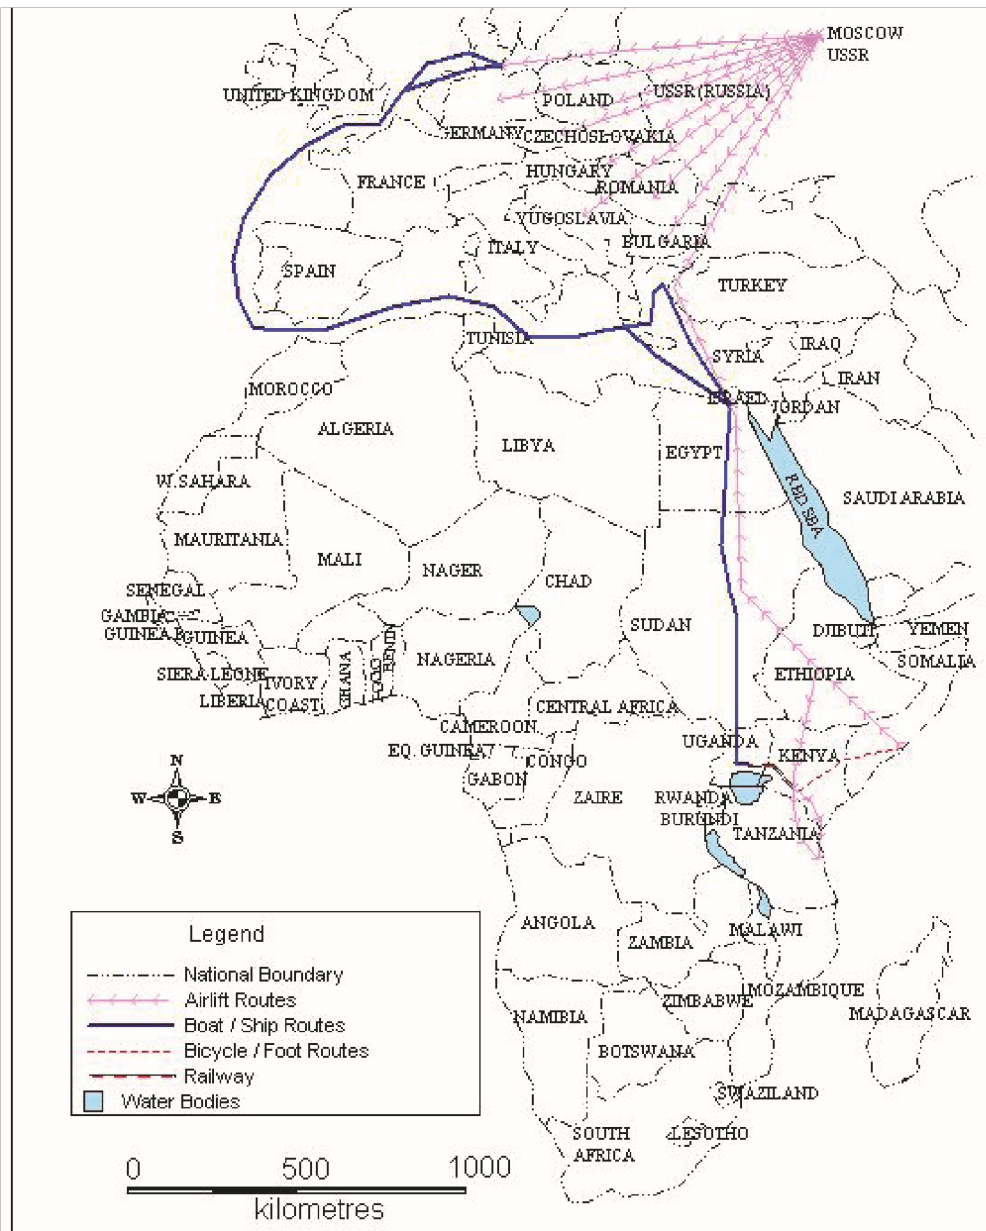 MOSCOW
USSR
UNITED KINGDOM
POLAND
USSR (RUSSIA)
GERMANY
CZECHOSLOVAKIA
HUNGARY
FRANCE
ROMANIA
YUGOSLAVIA
ITALY
BULGARIA
SPAIN
TURKEY
TUNISIA
SYRIA
IRAQ
IRAN
MOROCCO
JORDAN
ALGERIA
LIBYA
EGYPT
W.SAHARA
RED SEA
SAUDI ARABIA
MAURITANIA
MALI
NAGER
CHAD
SENEGAL
GAMBIA
SUDAN
DJIBUTI
YEMEN
GUINEA B
GUINEA
BENIN
NAGERIA
SOMALIA
SIERA LEONE
GHANA
TOGO
ETHIOPIA
LIBERIA
IVORY
COAST
CENTRAL AFRICA
CAMEROON
UGANDA
EQ. GUINEA
CONGO
KENYA
N
GABON
W E
ZAIRE
RWANDA
S
BURUNDI
TANZANIA
ANGOLA
MALAWI
ZAMBIA
Legend
National Boundary
Airlift Routes
Boat / Ship Routes
Bicycle / Foot Routes
Railway
Water Bodies
MOZAMBIQUE
ZIMBABWE
NAMIBIA
MADAGASCAR
BOTSWANA
SWAZILAND
SOUTH
AFRICA
LESOTHO
0 500 1000
kilometres